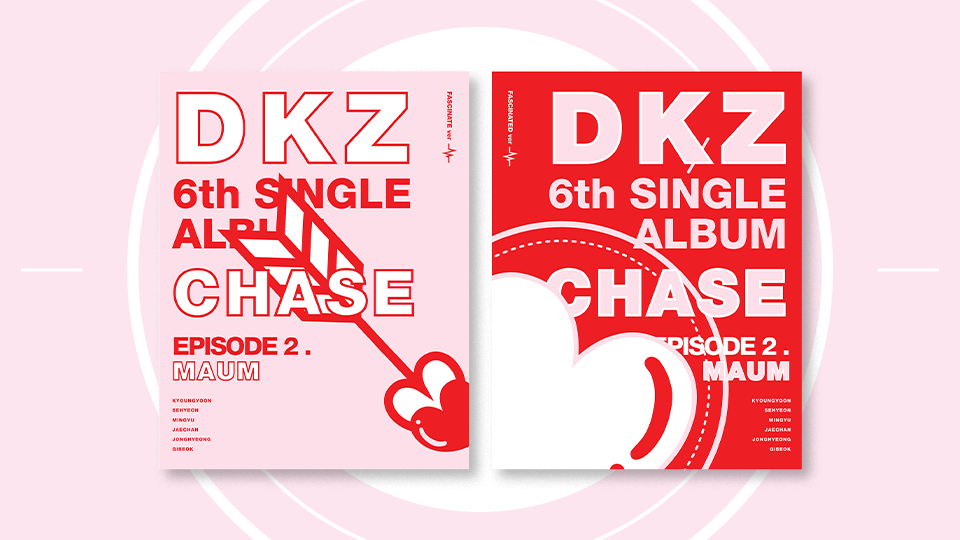 DKZ
6th SINGLE
ALBUM
CHASE
EPISODE 2 .
MAUM
KYOUNGYOON
SEHYEON
MINGYU
JAECHAN
JONGHYEONG
GISEOK
FASCINATE ver
DKZ
6th SINGLE
ALBUM
CHASE
EPISODE 2 .
MAUM
KYOUNGYOON
SEHYEON
MINGYU
JAECHAN
JONGHYEONG
GISEOK
FASCINATED ver